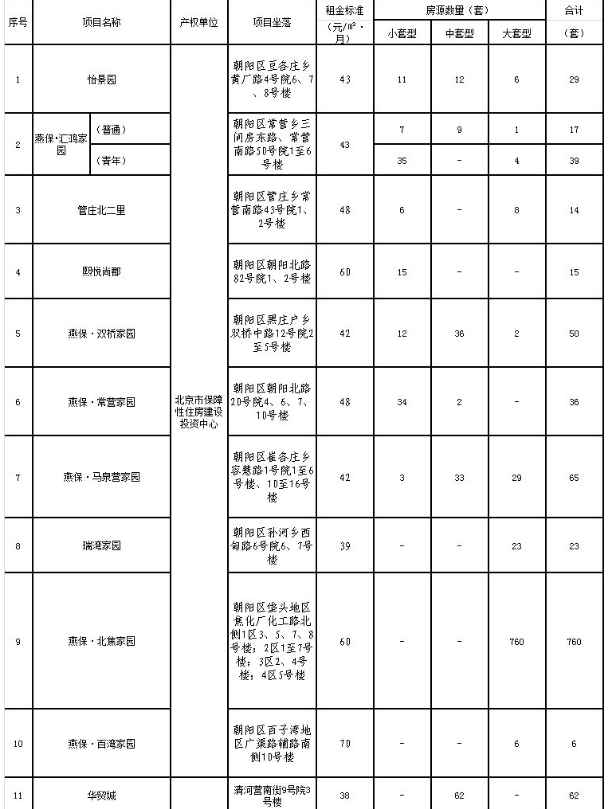 序号 项目名称 产权单位 项目坐落 租金标准 房源数量（套） 合计
（元/㎡·月） 小套型 中套型 大套型 （套）
1 怡景园 朝阳区豆各庄乡黄厂路4号院6、7、8号楼 43 11 12 6 29
2 燕保·汇鸿家园 （普通） 朝阳区常营乡三间房东路、常营南路50号院1至6号楼 43 7 9 1 17
（青年） 35 - 4 39
3 管庄北二里 朝阳区管庄乡常营南路43号院1、2号楼 48 6 - 8 14
4 熙悦尚郡 朝阳区朝阳北路82号院1、2号楼 60 15 - - 15
5 燕保·双桥家园 朝阳区黑庄户乡双桥中路12号院2至5号楼 42 12 36 2 50
6 燕保·常营家园 北京市保障性住房建设投资中心 朝阳区朝阳北路20号院4、6、7、10号楼 48 34 2 - 36
7 燕保·马泉营家园 朝阳区崔各庄乡容慧路1号院1至6号楼、10至16号楼 42 3 33 29 65
8 瑞湾家园 朝阳区孙河乡西甸路6号院6、7号楼 39 - - 23 23
9 燕保·北焦家园 朝阳区垡头地区焦化厂化工路北侧1区3、5、7、8号楼；2区1至7号楼；3区2、4号楼；4区5号楼 60 - - 760 760
10 燕保·百湾家园 朝阳区百子湾地区广渠路辅路南侧10号楼 70 - - 6 6
11 华贸城 清河营南街9号院3号楼 38 - 62 - 62